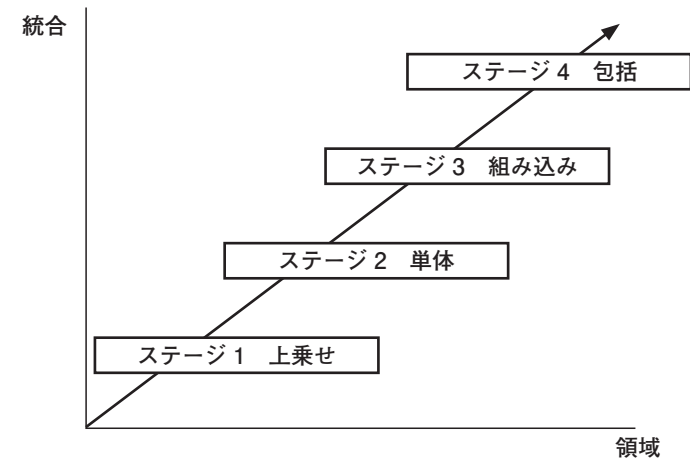 統合
ステージ 4　包括
ステージ 3　組み込み
ステージ 2　単体
ステージ 1　上乗せ
領域